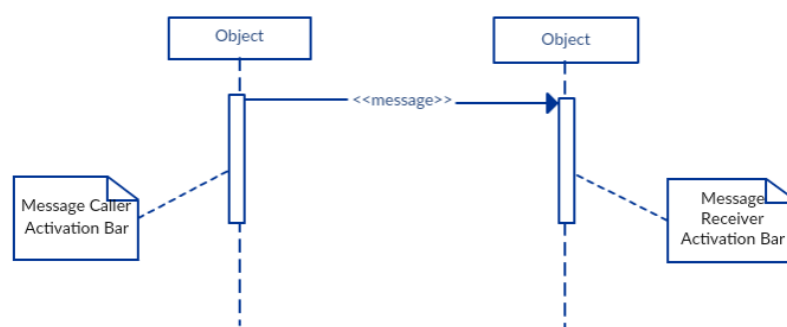 Object
Object
<<message>>
Message Caller
Activation Bar
Message
Receiver
Activation Bar